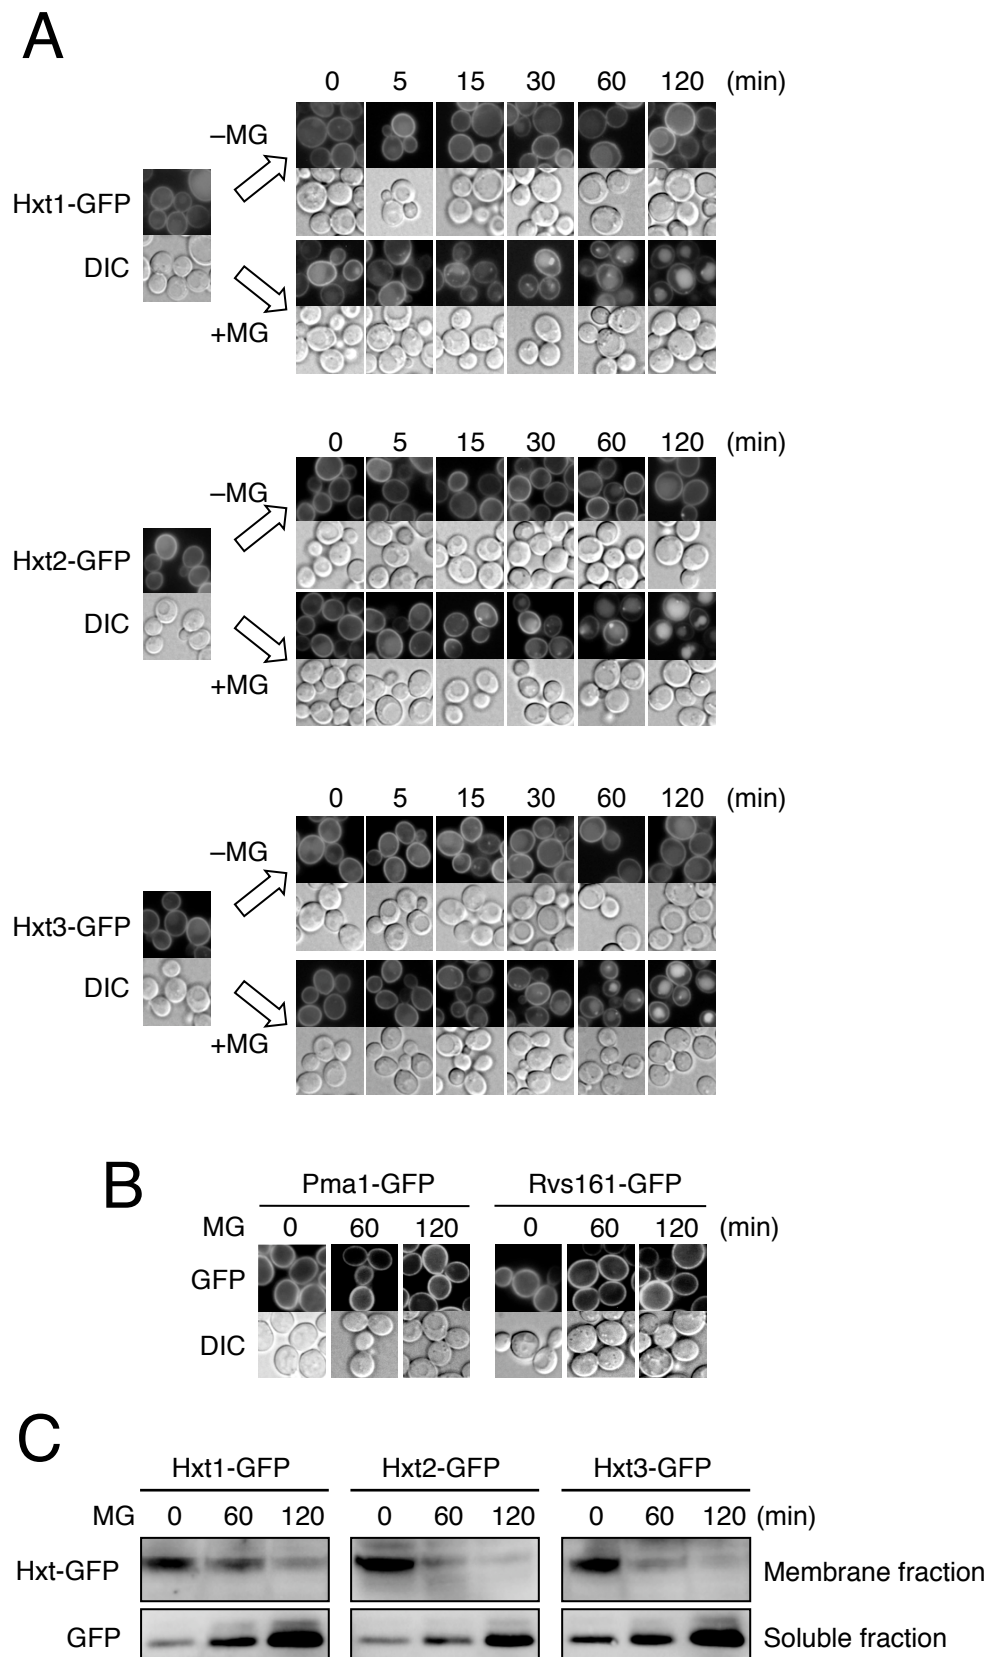 A
0 5 15 30 60 120 (min)
–MG
Hxt1-GFP
DIC
+MG
0 5 15 30 60 120 (min)
–MG
Hxt2-GFP
DIC
+MG
0 5 15 30 60 120 (min)
–MG
Hxt3-GFP
DIC
+MG
B
Pma1-GFP Rvs161-GFP
MG 0 60 120 0 60 120 (min)
GFP
DIC
C
Hxt1-GFP Hxt2-GFP Hxt3-GFP
MG 0 60 120 0 60 120 0 60 120 (min)
Hxt-GFP Membrane fraction
GFP Soluble fraction